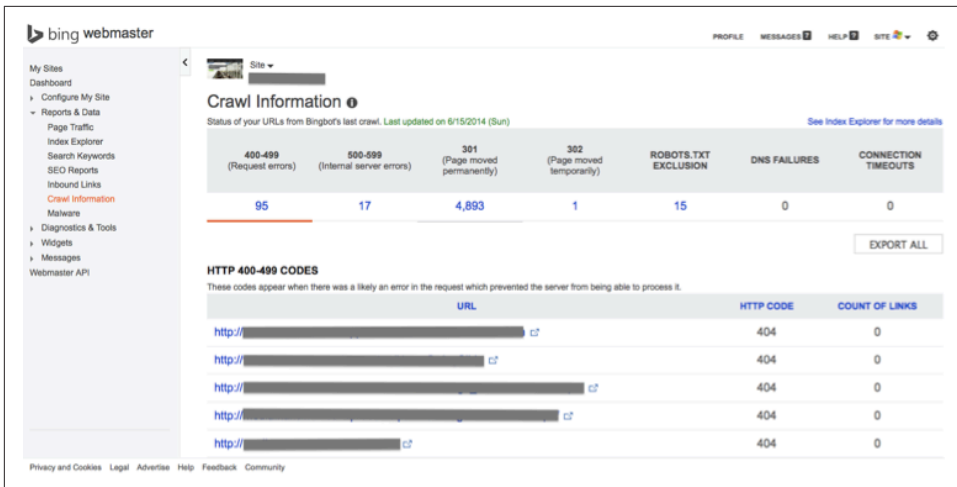 bing webmaster
PROFILE MESSAGES ? HELP ? SITE
My Sites
Dashboard
Configure My Site
Reports & Data
Page Traffic
Index Explorer
Search Keywords
SEO Reports
Inbound Links
Crawl Information
Malware
Diagnostics & Tools
Widgets
Messages
Webmaster API
Site
Crawl Information
Status of your URLs from Bingbot's last crawl. Last updated on 6/15/2014 (Sun) See Index Explorer for more details
400-499 (Request errors) 500-599 (Internal server errors) 301 (Page moved permanently) 302 (Page moved temporarily) ROBOTS.TXT EXCLUSION DNS FAILURES CONNECTION TIMEOUTS
95 17 4,893 1 15 0 0
EXPORT ALL
HTTP 400-499 CODES
These codes appear when there was a likely an error in the request which prevented the server from being able to process it.
URL HTTP CODE COUNT OF LINKS
http:// 404 0
http:// 404 0
http:// 404 0
http:// 404 0
http:// 404 0
Privacy and Cookies Legal Advertise Help Feedback Community